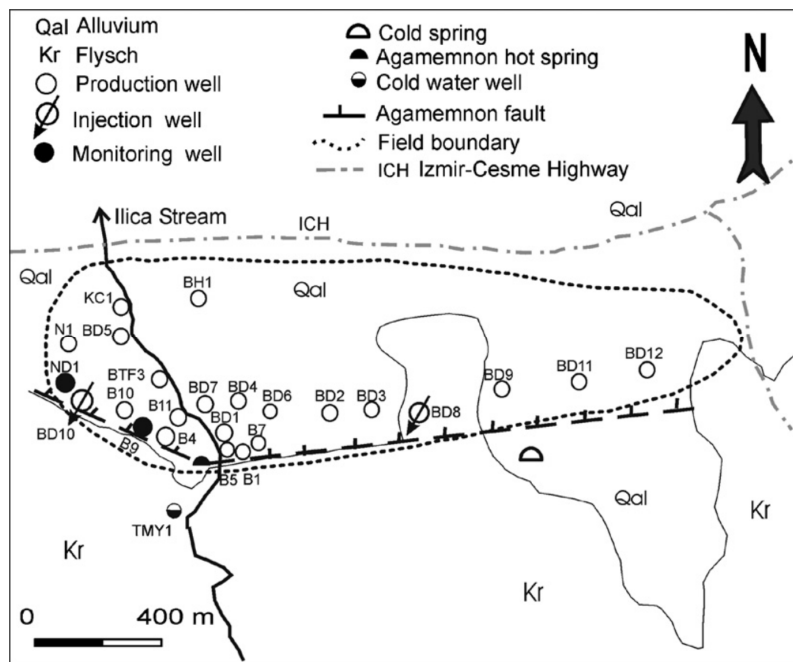 Qal Alluvium
Kr Flysch
Production well
Injection well
Monitoring well
Cold spring
Agamemnon hot spring
Cold water well
Agamemnon fault
Field boundary
ICH Izmir-Cesme Highway
N
Ilica Stream
ICH
Qal
Qal
Qal
KC1
BH1
N1
BD5
ND1
BTF3
BD7
BD4
BD6
BD2
BD3
BD8
BD9
BD11
BD12
B10
B11
BD1
BD10
B9
B4
B7
B5 B1
TMY1
Qal
Kr
Kr
Kr
0 400 m